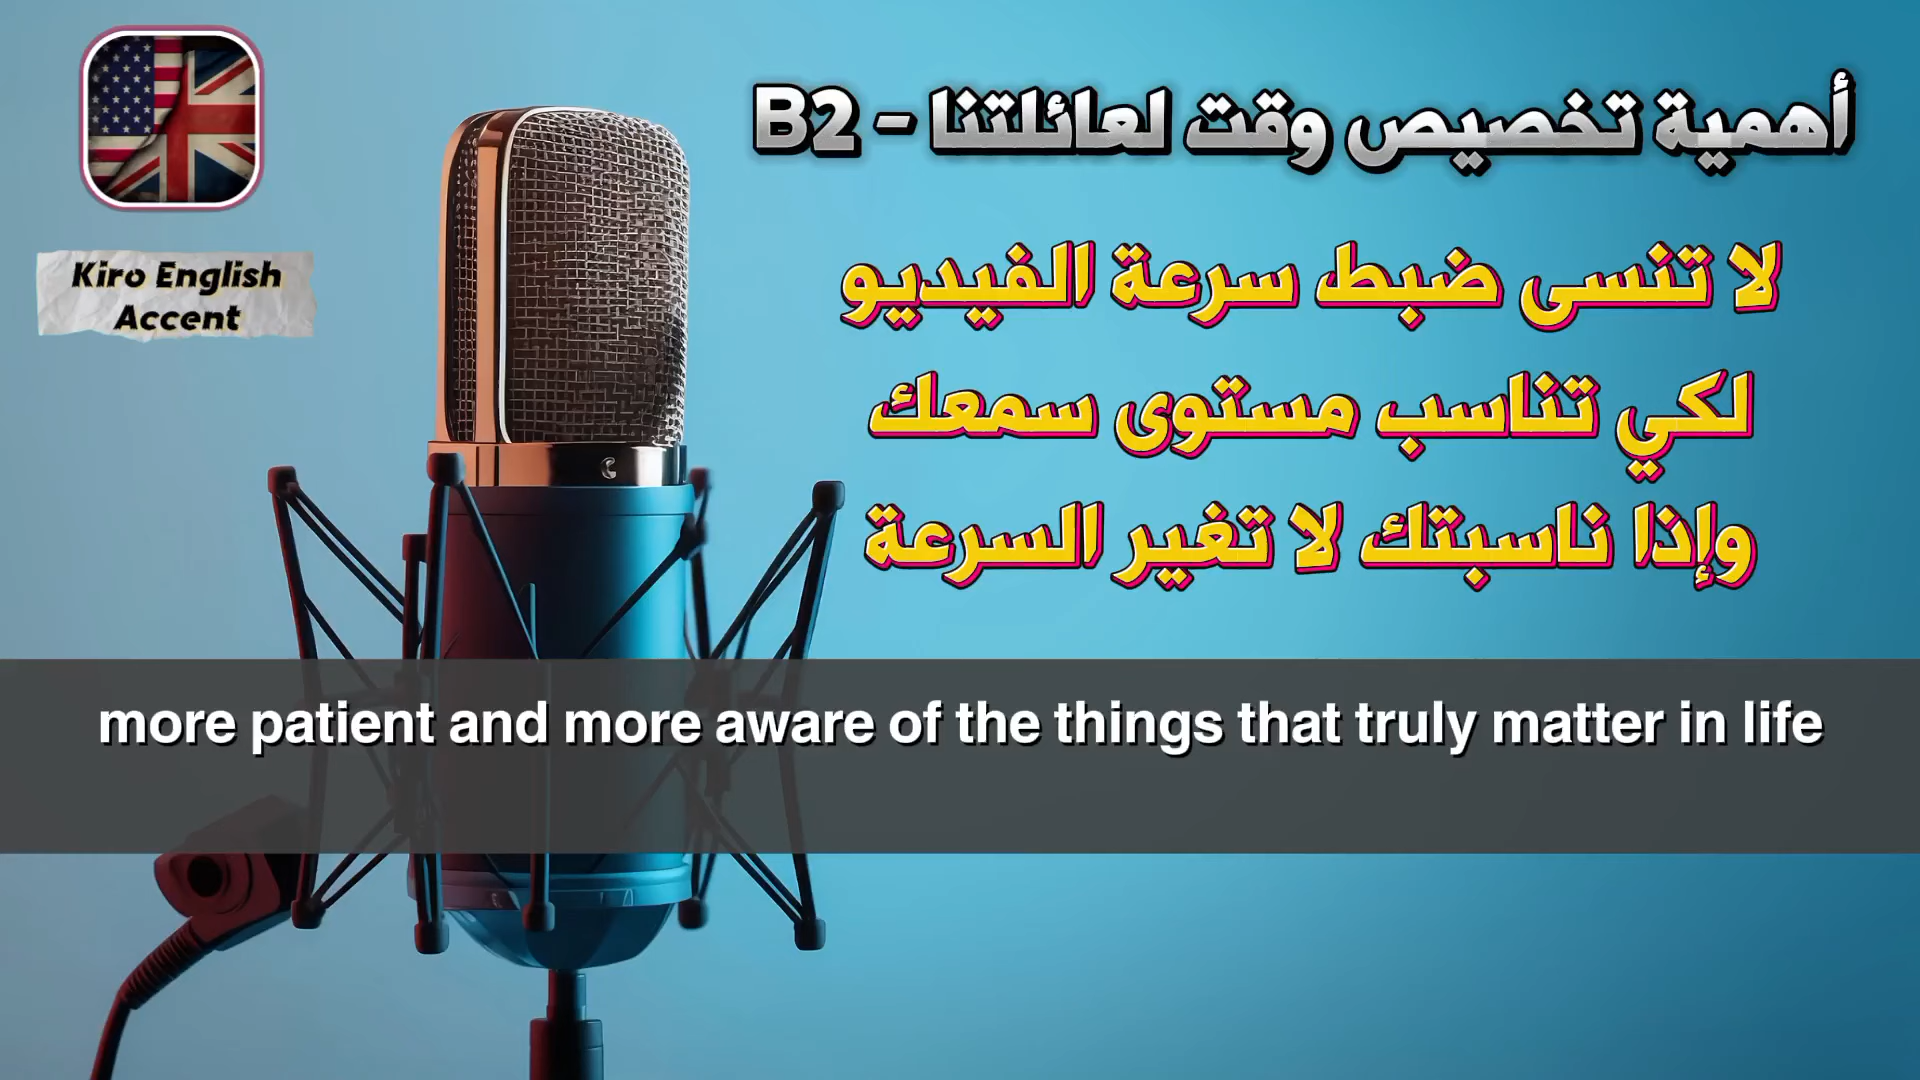 أهمية تخصيص وقت لعائلتنا - B2
Kiro English
Accent
لا تنسى ضبط سرعة الفيديو
لكي تناسب مستوى سمعك
وإذا ناسبتك لا تغير السرعة
more patient and more aware of the things that truly matter in life